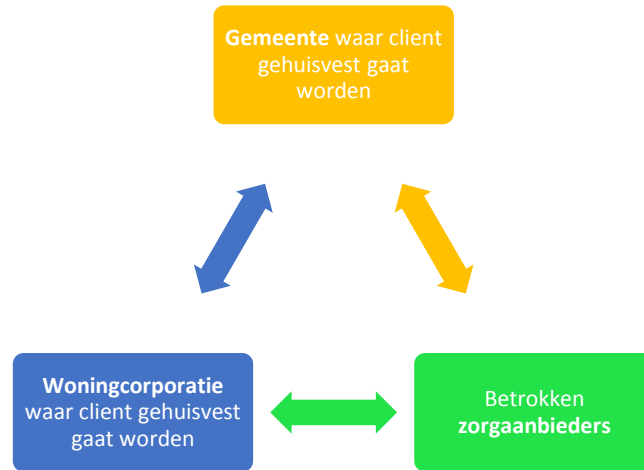 Gemeente waar client
gehuisvest gaat
worden
Woningcorporatie
waar client gehuisvest
gaat worden
Betrokken
zorgaanbieders